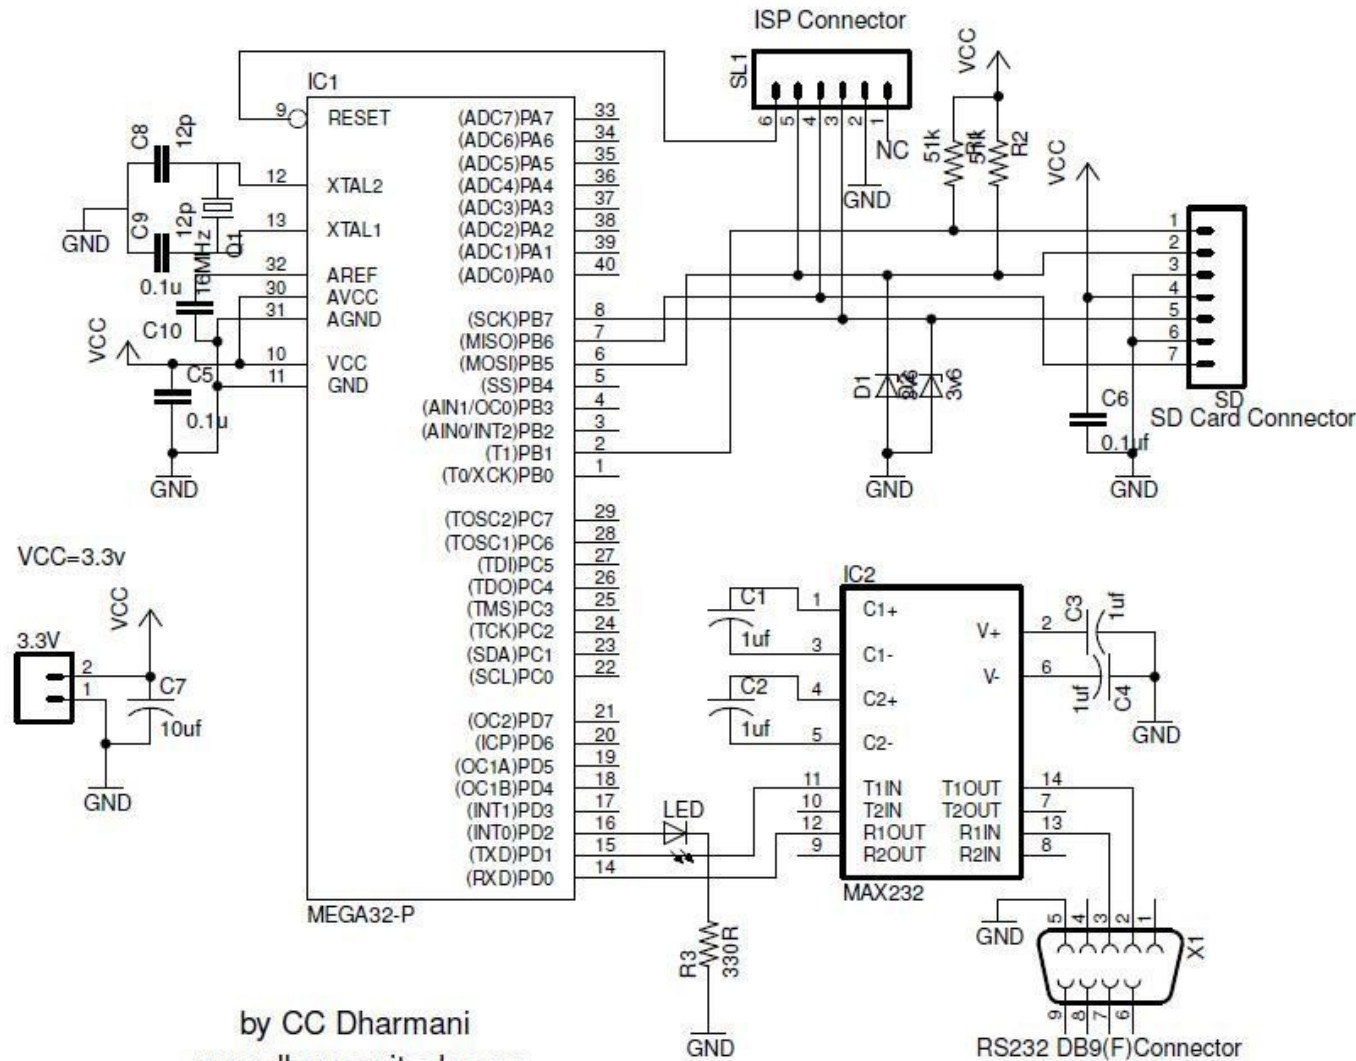 ISP Connector
SL1
6 5 4 3 2 1
NC
GND
VCC
51k
51k
R2
VCC
1
2
3
4
5
6
7
SD
SD Card Connector
C6
0.1uf
GND
D1
3v6
GND
IC1
9 RESET
12 XTAL2
13 XTAL1
32 AREF
30 AVCC
31 AGND
10 VCC
11 GND
C8
12p
C9
12p
GND
Q1
16MHz
0.1u
C10
VCC
C5
0.1u
GND
(ADC7)PA7 33
(ADC6)PA6 34
(ADC5)PA5 35
(ADC4)PA4 36
(ADC3)PA3 37
(ADC2)PA2 38
(ADC1)PA1 39
(ADC0)PA0 40
(SCK)PB7 8
(MISO)PB6 7
(MOSI)PB5 6
(SS)PB4 5
(AIN1/OC0)PB3 4
(AIN0/INT2)PB2 3
(T1)PB1 2
(T0/XCK)PB0 1
(TOSC2)PC7 29
(TOSC1)PC6 28
(TDI)PC5 27
(TDO)PC4 26
(TMS)PC3 25
(TCK)PC2 24
(SDA)PC1 23
(SCL)PC0 22
(OC2)PD7 21
(ICP)PD6 20
(OC1A)PD5 19
(OC1B)PD4 18
(INT1)PD3 17
(INT0)PD2 16
(TXD)PD1 15
(RXD)PD0 14
MEGA32-P
VCC=3.3v
VCC
3.3V
2
1
C7
10uf
GND
LED
R3
330R
GND
IC2
C1
1uf
C2
1uf
1 C1+
3 C1-
4 C2+
5 C2-
11 T1IN
10 T2IN
12 R1OUT
9 R2OUT
V+ 2
V- 6
T1OUT 14
T2OUT 7
R1IN 13
R2IN 8
MAX232
C3
1uf
1uf
C4
GND
GND
5 4 3 2 1
X1
9 8 7 6
RS232 DB9(F)Connector
by CC Dharmani